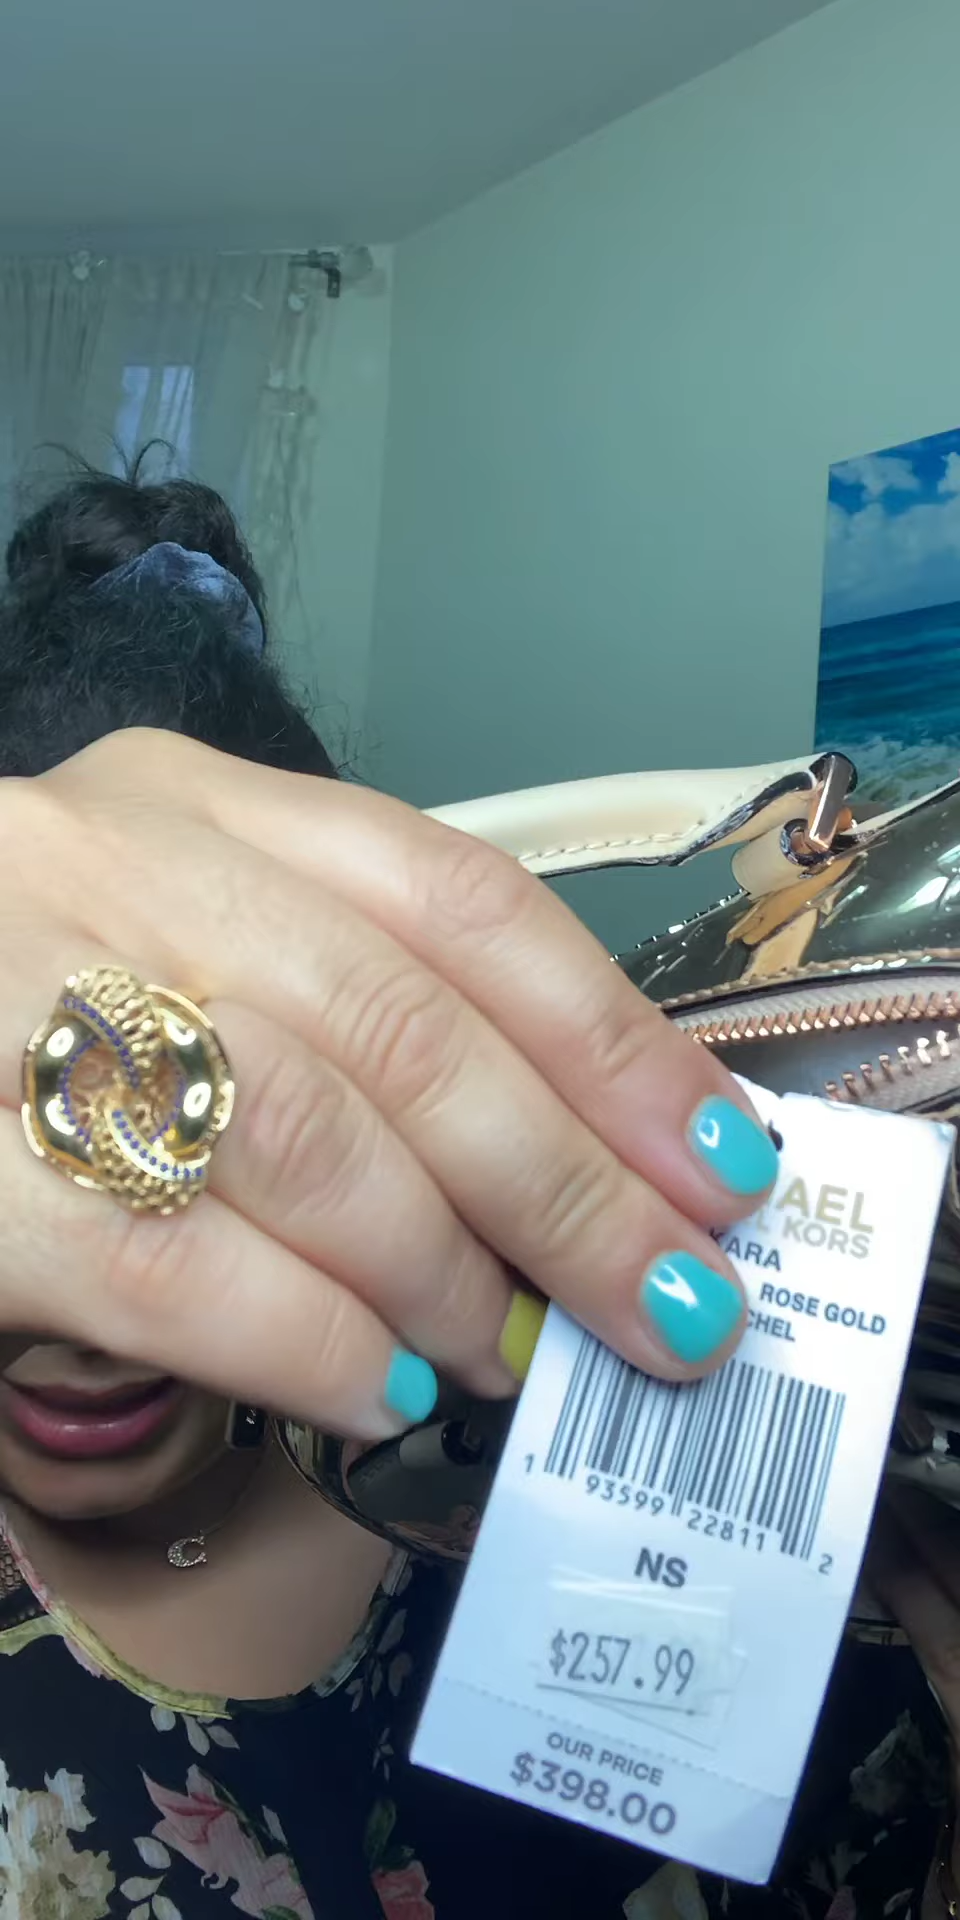 AEL
KORS
KARA
ROSE GOLD
CHEL
1 93599 22811 2
NS
$257.99
OUR PRICE
$398.00